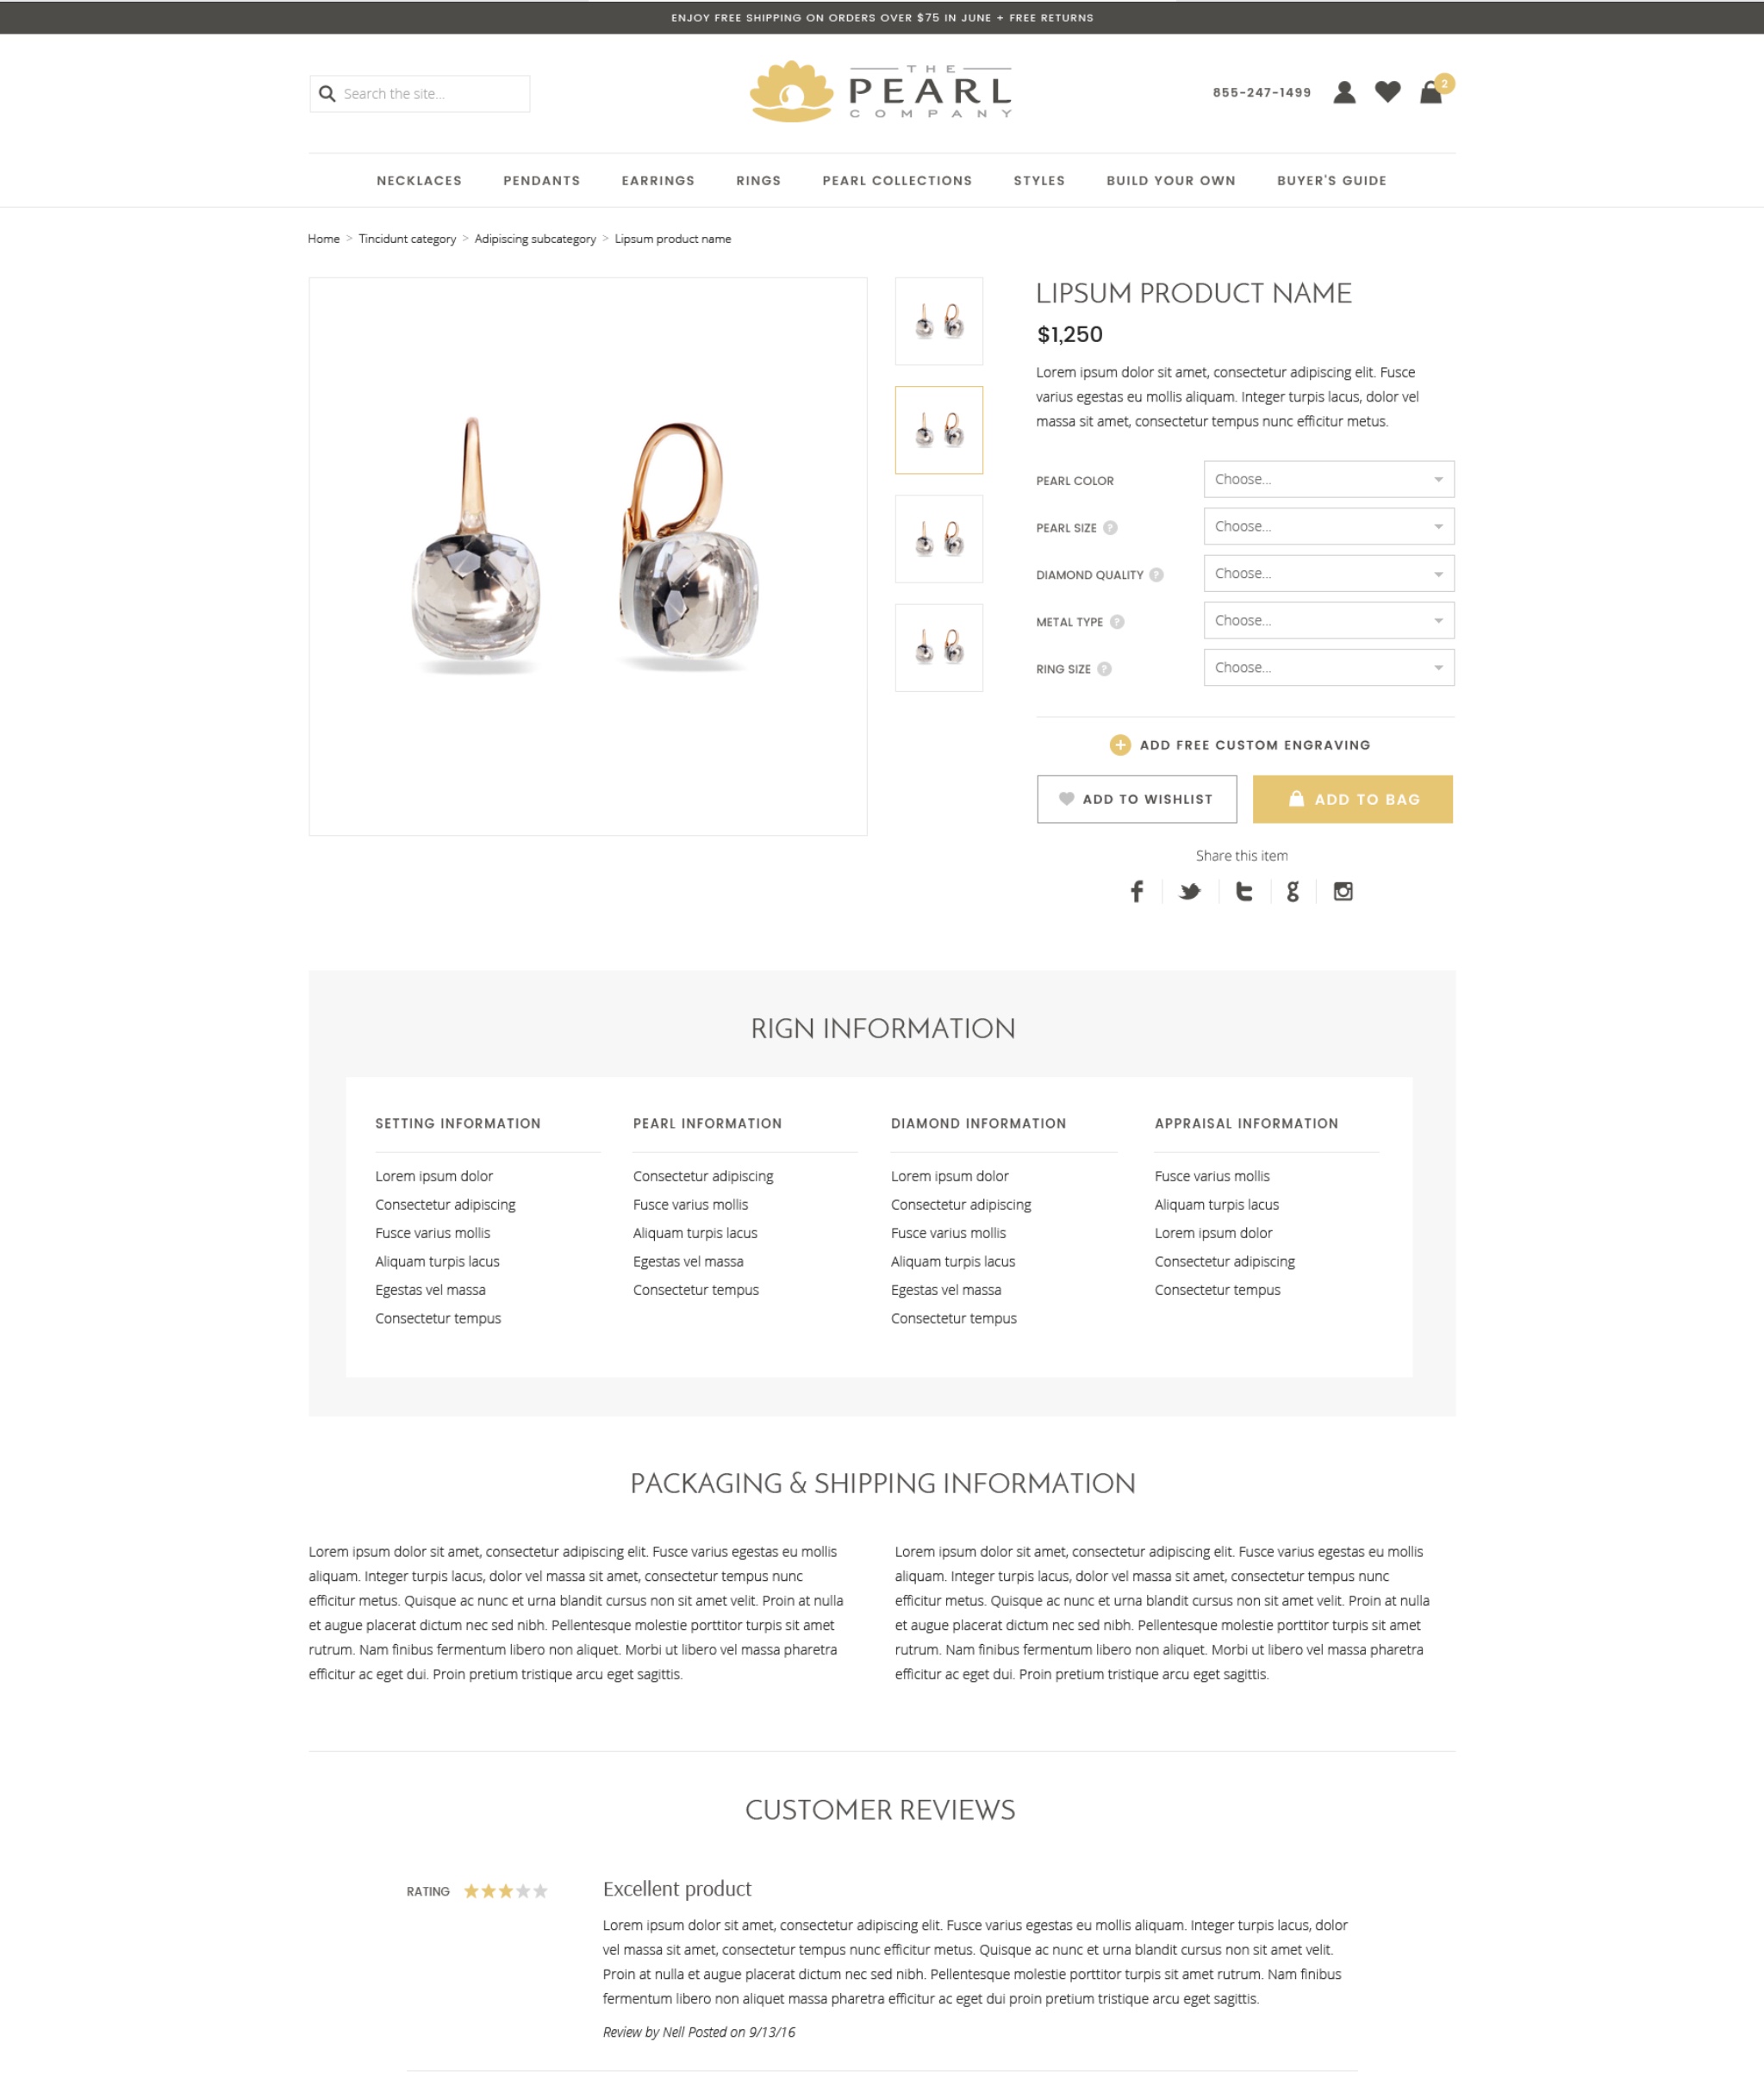 ENJOY FREE SHIPPING ON ORDERS OVER $75 IN JUNE + FREE RETURNS
Search the site...
THE
PEARL
COMPANY
855-247-1499
2
NECKLACES PENDANTS EARRINGS RINGS PEARL COLLECTIONS STYLES BUILD YOUR OWN BUYER'S GUIDE
Home > Tincidunt category > Adipiscing subcategory > Lipsum product name
LIPSUM PRODUCT NAME
$1,250
Lorem ipsum dolor sit amet, consectetur adipiscing elit. Fusce
varius egestas eu mollis aliquam. Integer turpis lacus, dolor vel
massa sit amet, consectetur tempus nunc efficitur metus.
PEARL COLOR Choose...
PEARL SIZE ? Choose...
DIAMOND QUALITY ? Choose...
METAL TYPE ? Choose...
RING SIZE ? Choose...
+ ADD FREE CUSTOM ENGRAVING
ADD TO WISHLIST ADD TO BAG
Share this item
RIGN INFORMATION
SETTING INFORMATION
Lorem ipsum dolor
Consectetur adipiscing
Fusce varius mollis
Aliquam turpis lacus
Egestas vel massa
Consectetur tempus
PEARL INFORMATION
Consectetur adipiscing
Fusce varius mollis
Aliquam turpis lacus
Egestas vel massa
Consectetur tempus
DIAMOND INFORMATION
Lorem ipsum dolor
Consectetur adipiscing
Fusce varius mollis
Aliquam turpis lacus
Egestas vel massa
Consectetur tempus
APPRAISAL INFORMATION
Fusce varius mollis
Aliquam turpis lacus
Lorem ipsum dolor
Consectetur adipiscing
Consectetur tempus
PACKAGING & SHIPPING INFORMATION
Lorem ipsum dolor sit amet, consectetur adipiscing elit. Fusce varius egestas eu mollis
aliquam. Integer turpis lacus, dolor vel massa sit amet, consectetur tempus nunc
efficitur metus. Quisque ac nunc et urna blandit cursus non sit amet velit. Proin at nulla
et augue placerat dictum nec sed nibh. Pellentesque molestie porttitor turpis sit amet
rutrum. Nam finibus fermentum libero non aliquet. Morbi ut libero vel massa pharetra
efficitur ac eget dui. Proin pretium tristique arcu eget sagittis.
Lorem ipsum dolor sit amet, consectetur adipiscing elit. Fusce varius egestas eu mollis
aliquam. Integer turpis lacus, dolor vel massa sit amet, consectetur tempus nunc
efficitur metus. Quisque ac nunc et urna blandit cursus non sit amet velit. Proin at nulla
et augue placerat dictum nec sed nibh. Pellentesque molestie porttitor turpis sit amet
rutrum. Nam finibus fermentum libero non aliquet. Morbi ut libero vel massa pharetra
efficitur ac eget dui. Proin pretium tristique arcu eget sagittis.
CUSTOMER REVIEWS
RATING
Excellent product
Lorem ipsum dolor sit amet, consectetur adipiscing elit. Fusce varius egestas eu mollis aliquam. Integer turpis lacus, dolor
vel massa sit amet, consectetur tempus nunc efficitur metus. Quisque ac nunc et urna blandit cursus non sit amet velit.
Proin at nulla et augue placerat dictum nec sed nibh. Pellentesque molestie porttitor turpis sit amet rutrum. Nam finibus
fermentum libero non aliquet massa pharetra efficitur ac eget dui proin pretium tristique arcu eget sagittis.
Review by Nell Posted on 9/13/16